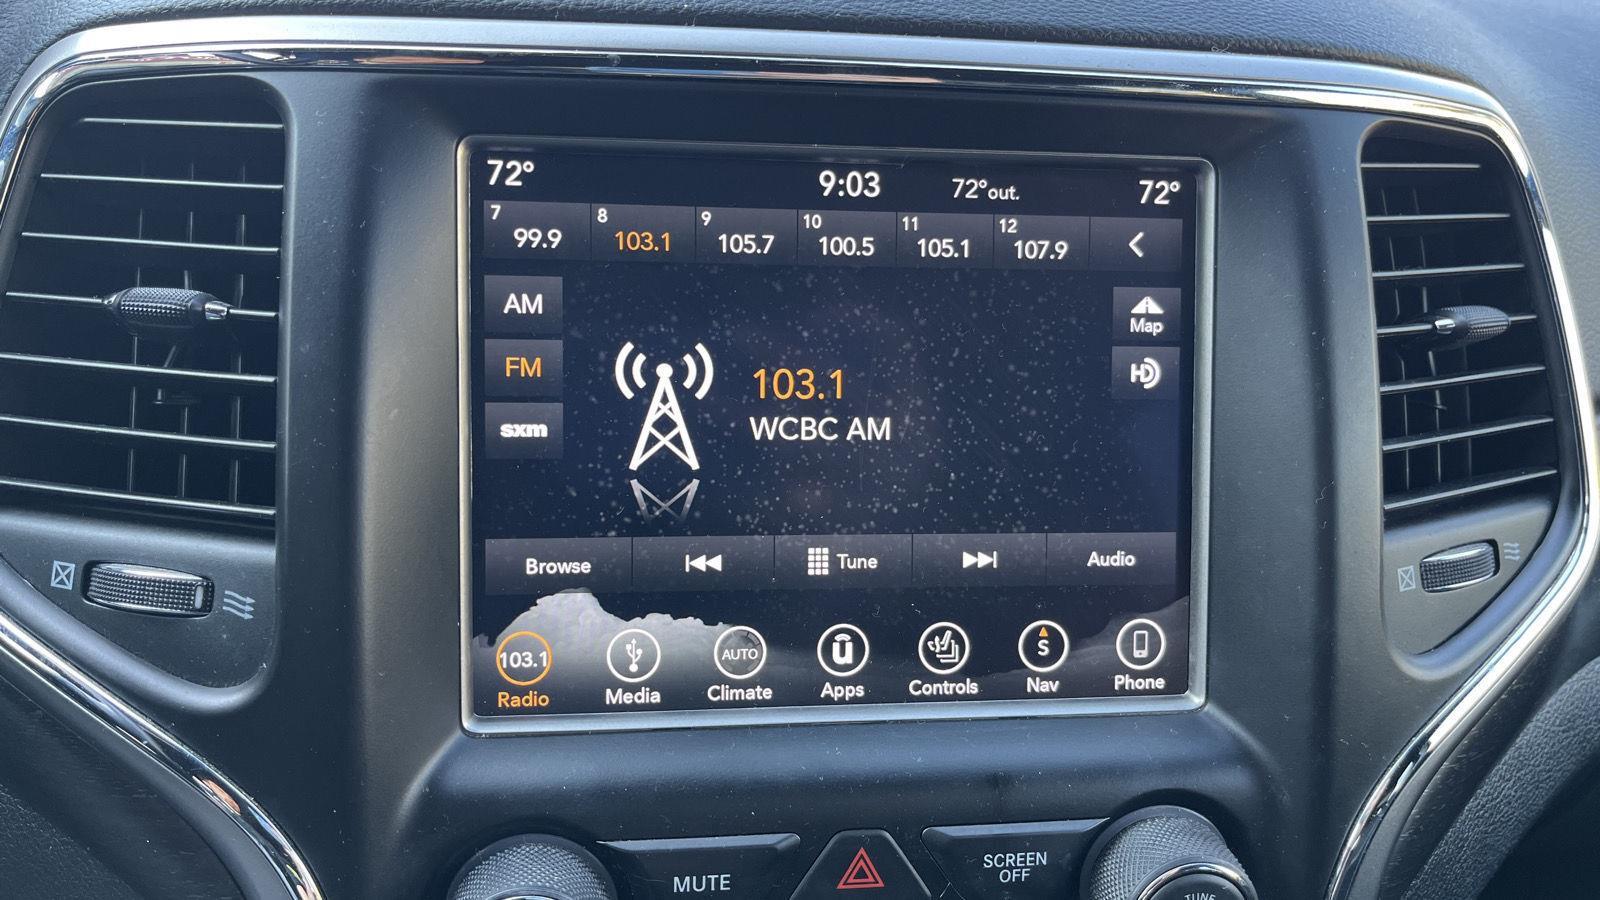 72° 9:03 72° out. 72°
7 8 9 10 11 12
99.9 103.1 105.7 100.5 105.1 107.9
AM
Map
FM
HD
103.1
sxm
WCBC AM
Browse Tune Audio
103.1 AUTO u S
Radio Media Climate Apps Controls Nav Phone
MUTE
SCREEN
OFF
TUNE